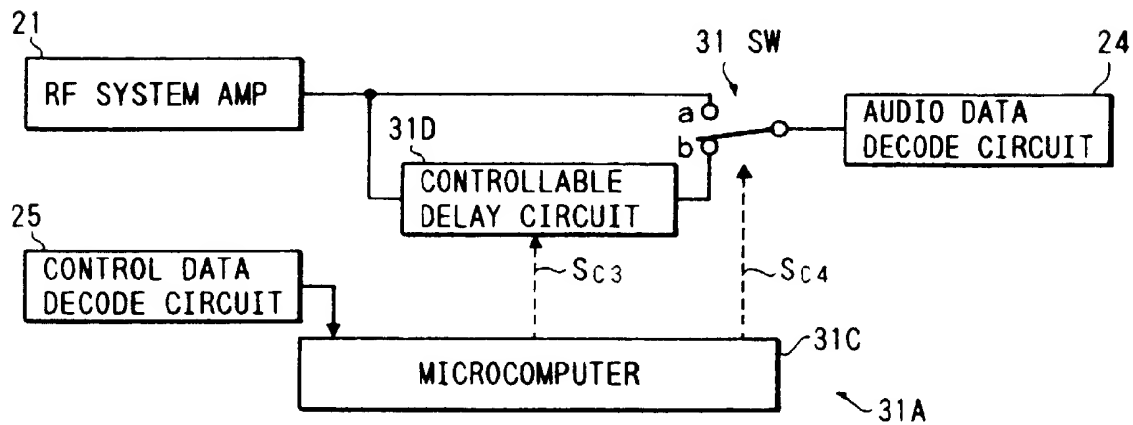 21
RF SYSTEM AMP
31 SW
24
AUDIO DATA
DECODE CIRCUIT
a
b
31D
CONTROLLABLE
DELAY CIRCUIT
25
CONTROL DATA
DECODE CIRCUIT
SC3
SC4
31C
MICROCOMPUTER
31A